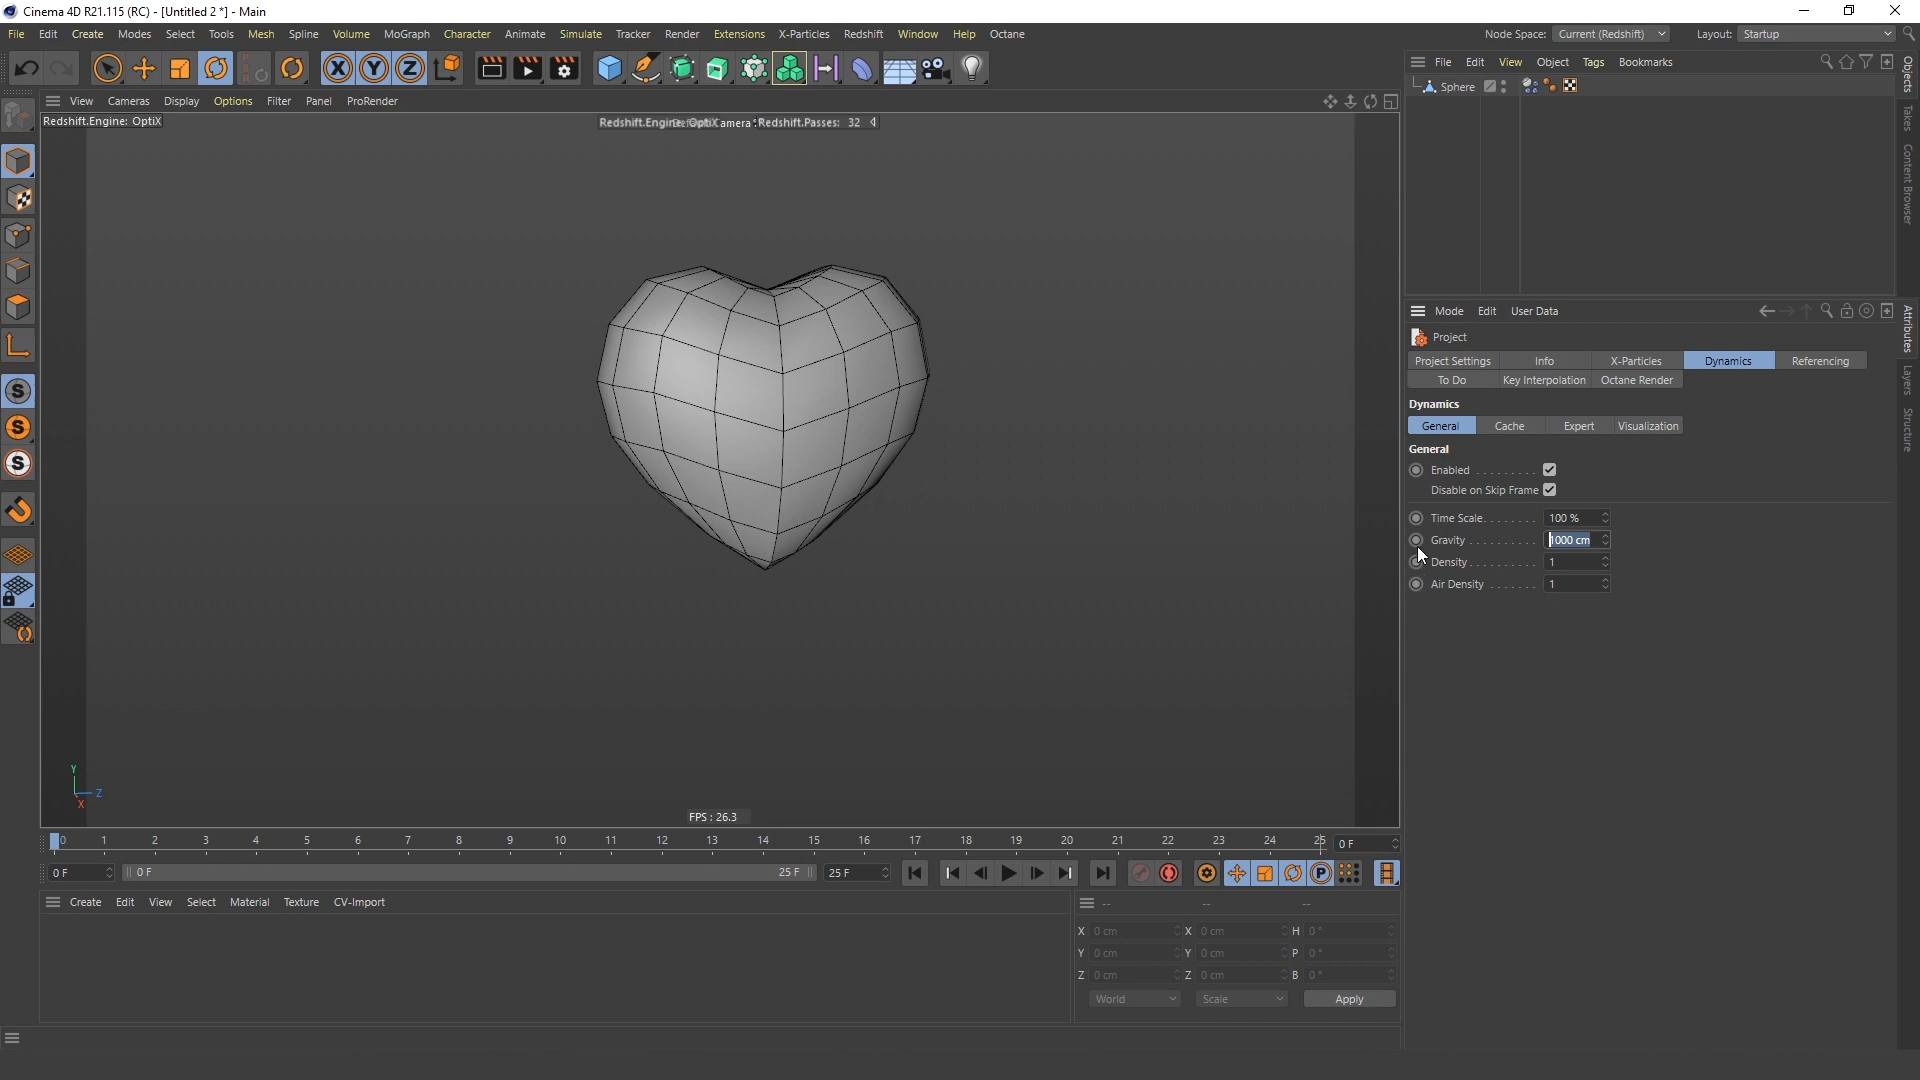 Cinema 4D R21.115 (RC) - [Untitled 2 *] - Main
File Edit Create Modes Select Tools Mesh Spline Volume MoGraph Character Animate Simulate Tracker Render Extensions X-Particles Redshift Window Help Octane Node Space: Current (Redshift) Layout: Startup
X Y Z
File Edit View Object Tags Bookmarks
Sphere
View Cameras Display Options Filter Panel ProRender
Redshift.Engine: OptiX
Redshift.Engine: OptiX Camera Redshift.Passes: 32
Objects
Takes
Content Browser
Attributes
Layers
Structure
Mode Edit User Data
Project
Project Settings Info X-Particles Dynamics Referencing
To Do Key Interpolation Octane Render
Dynamics
General Cache Expert Visualization
General
Enabled
Disable on Skip Frame
Time Scale 100 %
Gravity 1000 cm
Density 1
Air Density 1
Y
Z
X
FPS : 26.3
0 1 2 3 4 5 6 7 8 9 10 11 12 13 14 15 16 17 18 19 20 21 22 23 24 25 0 F
0 F 0 F 25 F 25 F
Create Edit View Select Material Texture CV-Import
-- -- --
X 0 cm X 0 cm H 0 °
Y 0 cm Y 0 cm P 0 °
Z 0 cm Z 0 cm B 0 °
World Scale Apply